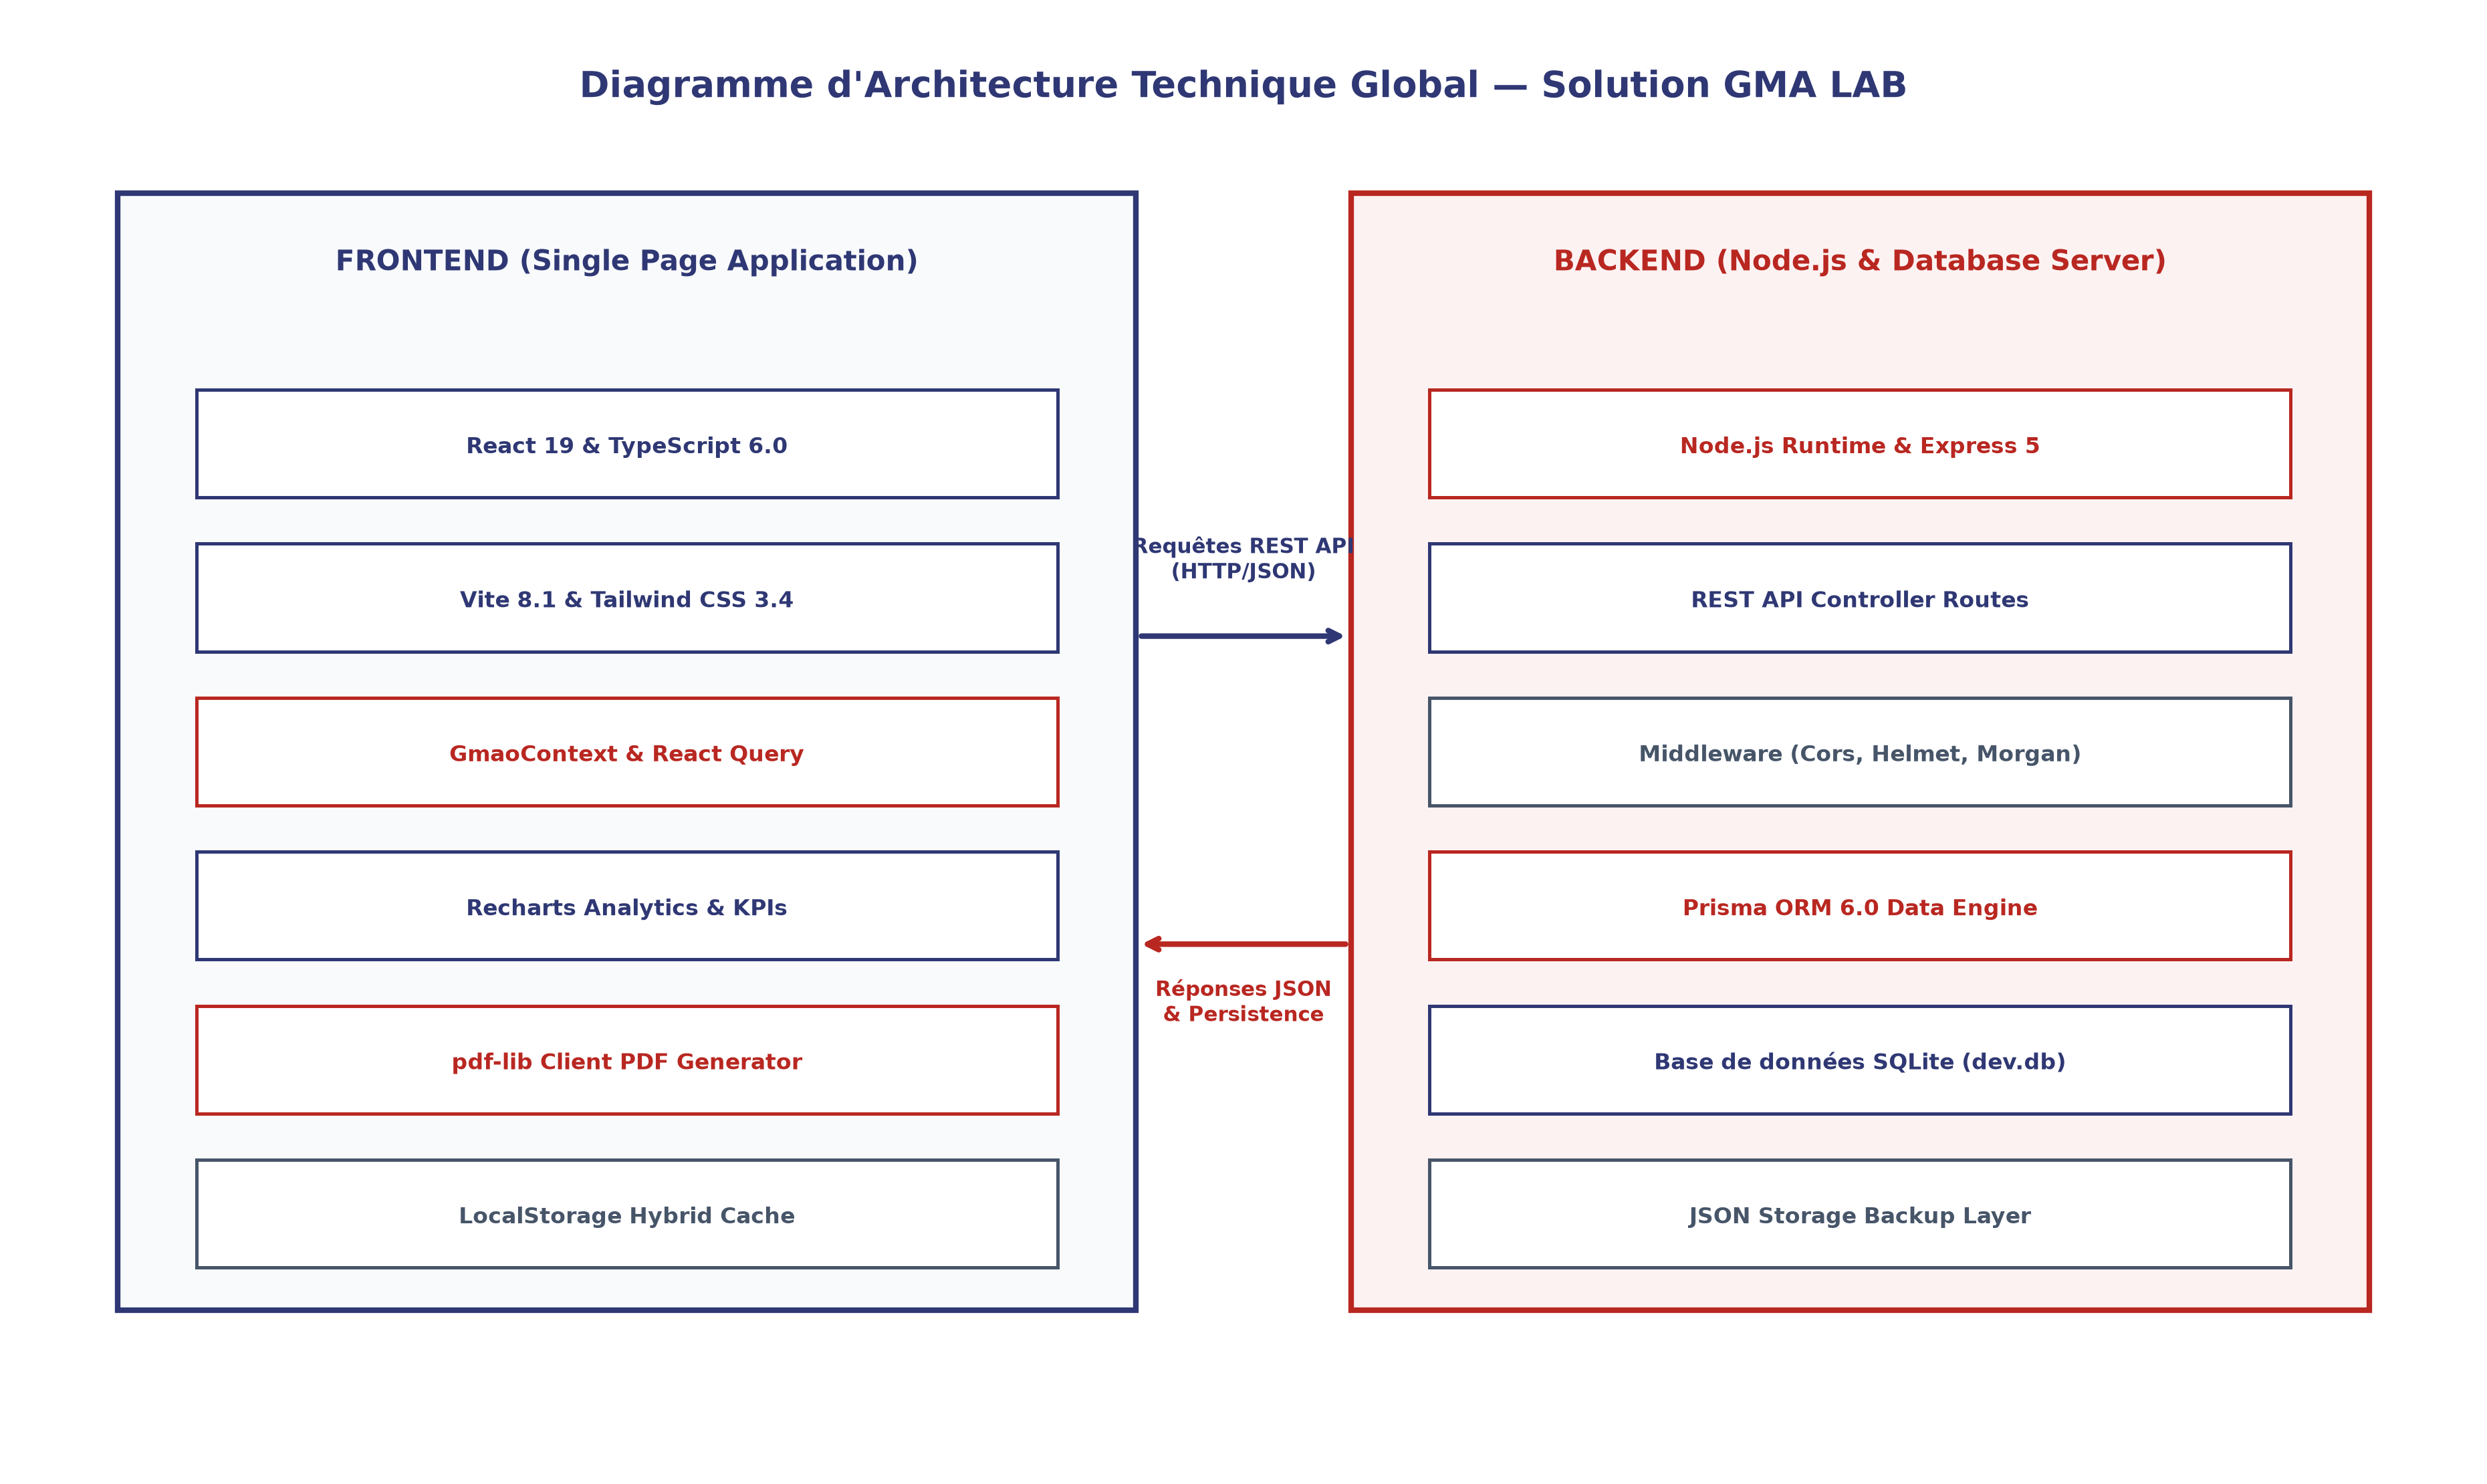 Diagramme d'Architecture Technique Global — Solution GMA LAB
FRONTEND (Single Page Application)
React 19 & TypeScript 6.0
Vite 8.1 & Tailwind CSS 3.4
GmaoContext & React Query
Recharts Analytics & KPIs
pdf-lib Client PDF Generator
LocalStorage Hybrid Cache
Requêtes REST API
(HTTP/JSON)
Réponses JSON
& Persistence
BACKEND (Node.js & Database Server)
Node.js Runtime & Express 5
REST API Controller Routes
Middleware (Cors, Helmet, Morgan)
Prisma ORM 6.0 Data Engine
Base de données SQLite (dev.db)
JSON Storage Backup Layer